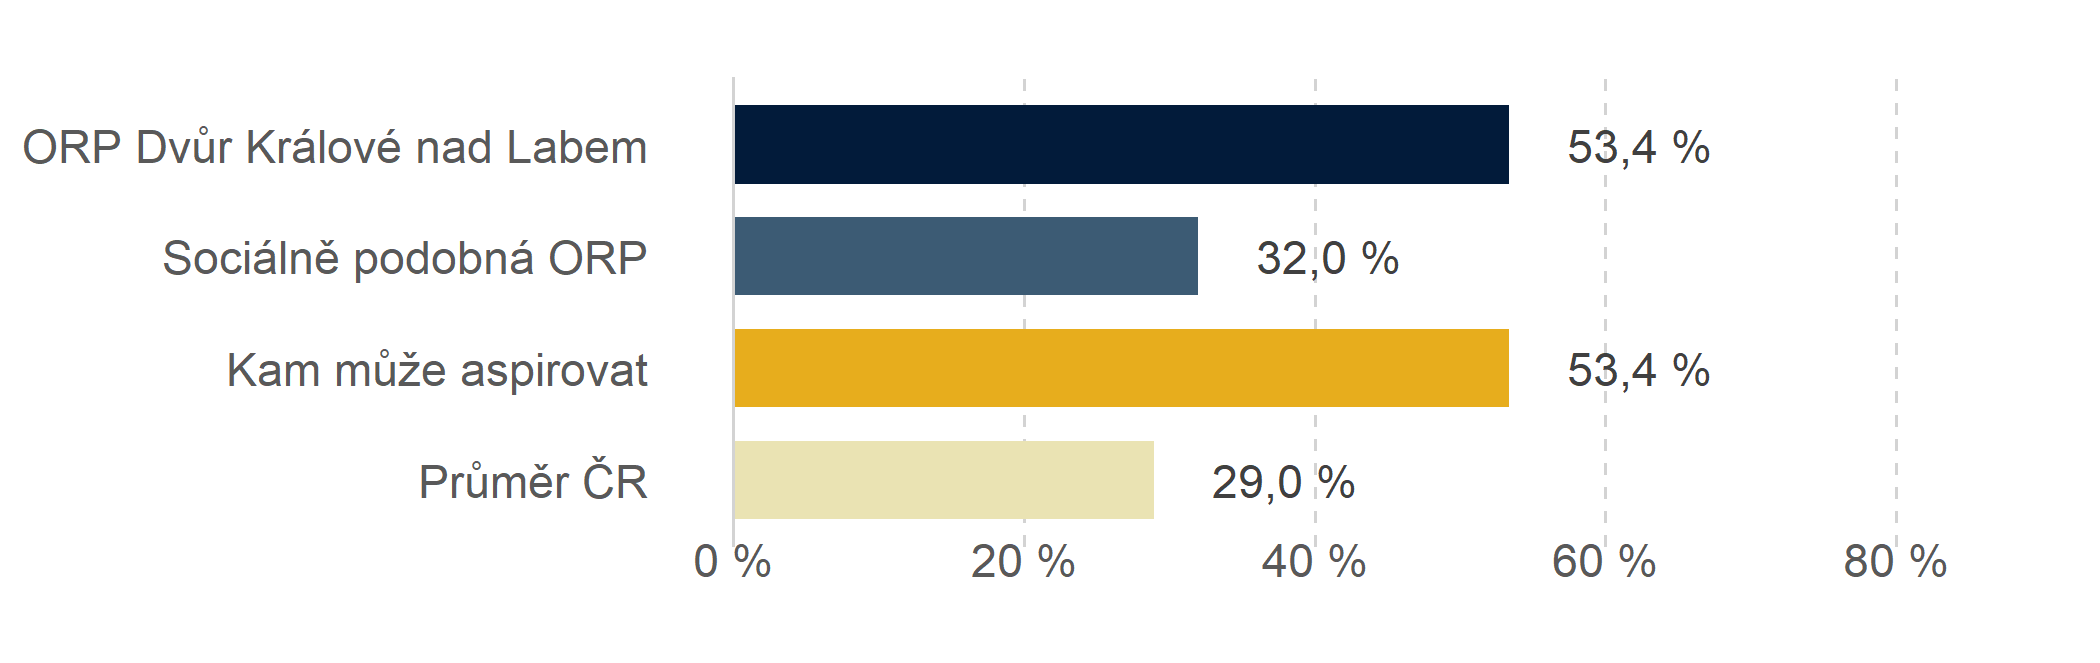 ORP Dvůr Králové nad Labem
53,4 %
Sociálně podobná ORP
32,0 %
Kam může aspirovat
53,4 %
Průměr ČR
29,0 %
0 %
20 %
40 %
60 %
80 %